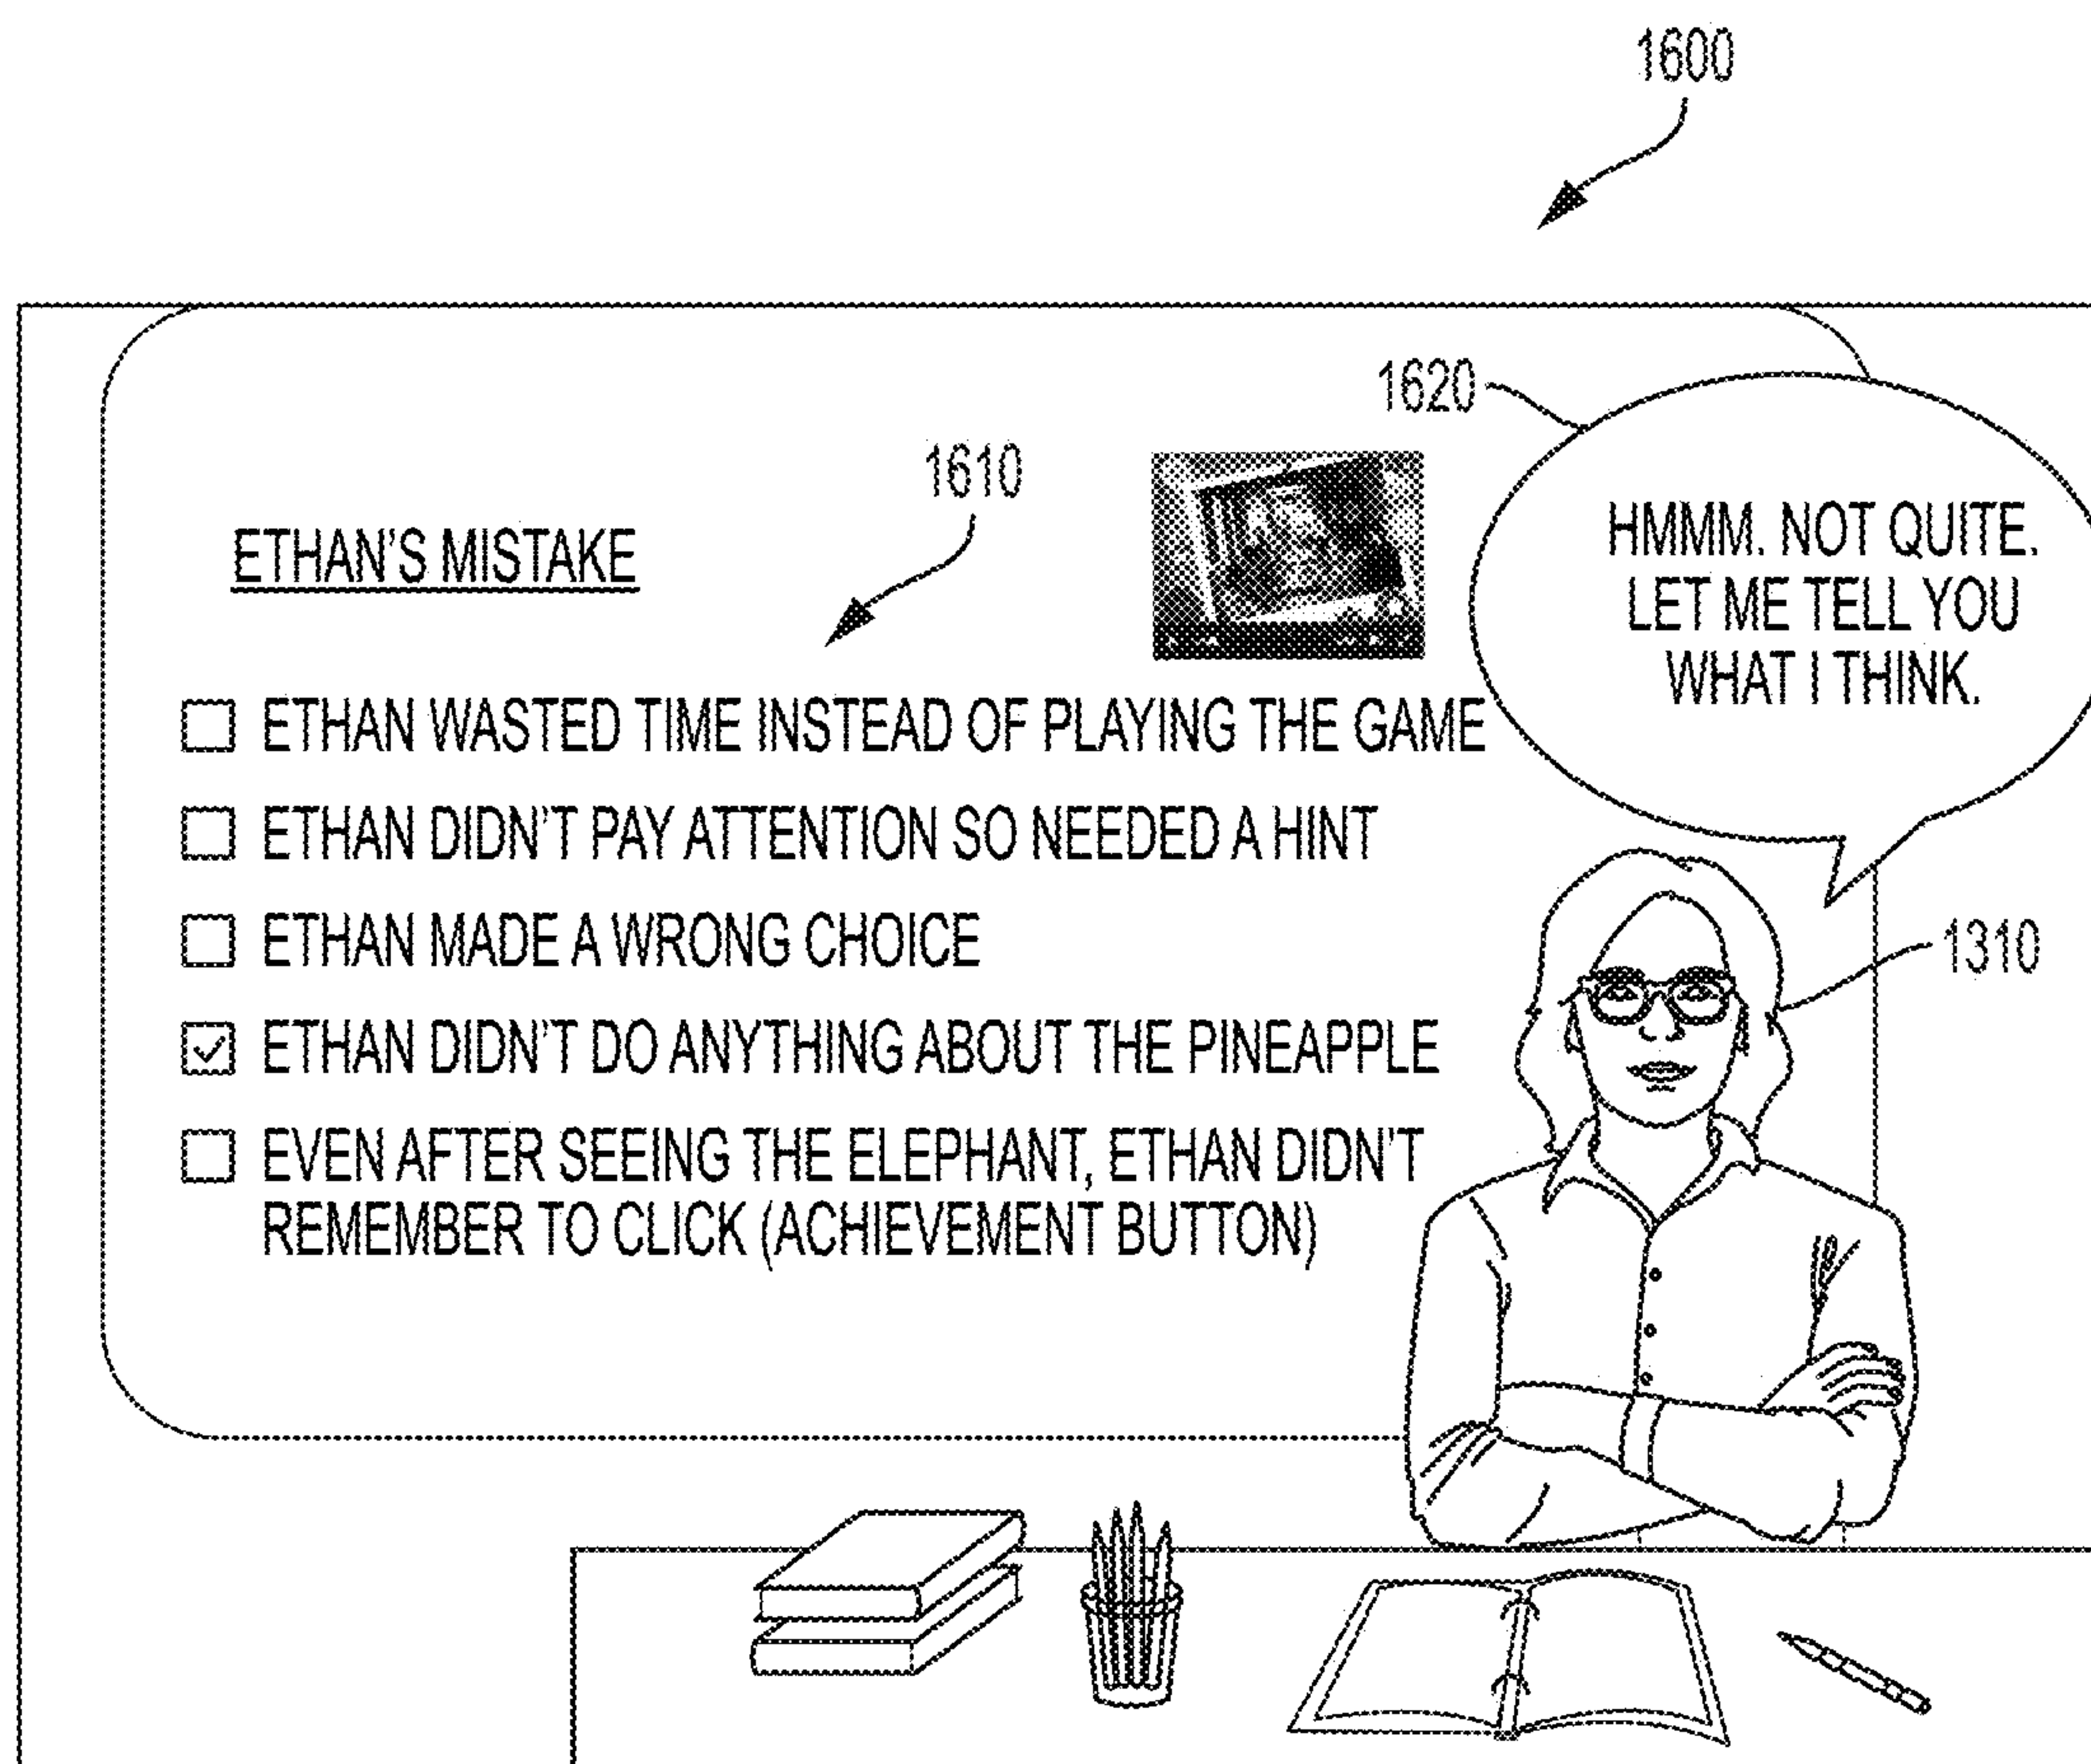 1600
1620
1610
HMMM. NOT QUITE.
LET ME TELL YOU
WHAT I THINK.
ETHAN'S MISTAKE
ETHAN WASTED TIME INSTEAD OF PLAYING THE GAME
ETHAN DIDN'T PAY ATTENTION SO NEEDED A HINT
ETHAN MADE A WRONG CHOICE
1310
ETHAN DIDN'T DO ANYTHING ABOUT THE PINEAPPLE
EVEN AFTER SEEING THE ELEPHANT, ETHAN DIDN'T
REMEMBER TO CLICK (ACHIEVEMENT BUTTON)